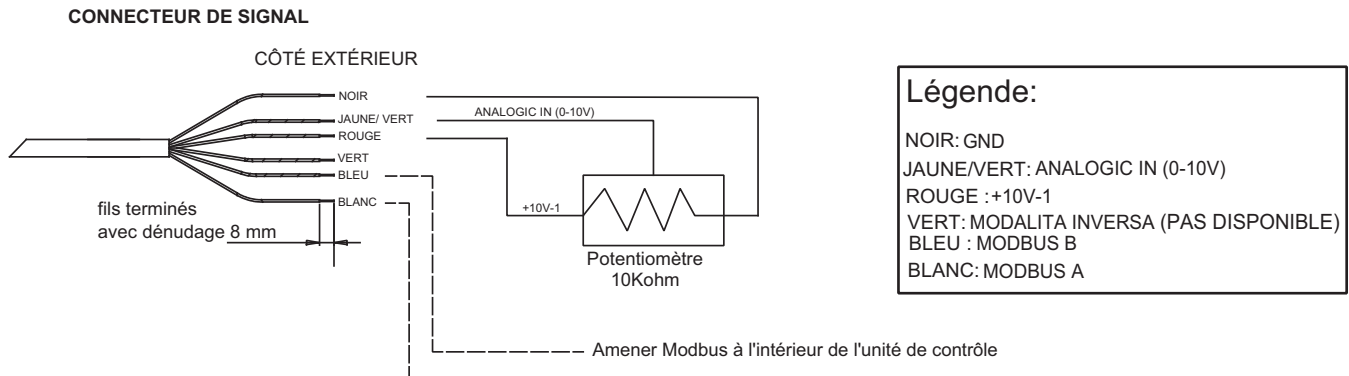 CONNECTEUR DE SIGNAL
CÔTÉ EXTÉRIEUR
NOIR
JAUNE/ VERT
ROUGE
VERT
BLEU
BLANC
ANALOGIC IN (0-10V)
+10V-1
fils terminés
avec dénudage 8 mm
Potentiomètre
10Kohm
Amener Modbus à l'intérieur de l'unité de contrôle
Légende:
NOIR: GND
JAUNE/VERT: ANALOGIC IN (0-10V)
ROUGE :+10V-1
VERT: MODALITA INVERSA (PAS DISPONIBLE)
BLEU : MODBUS B
BLANC: MODBUS A